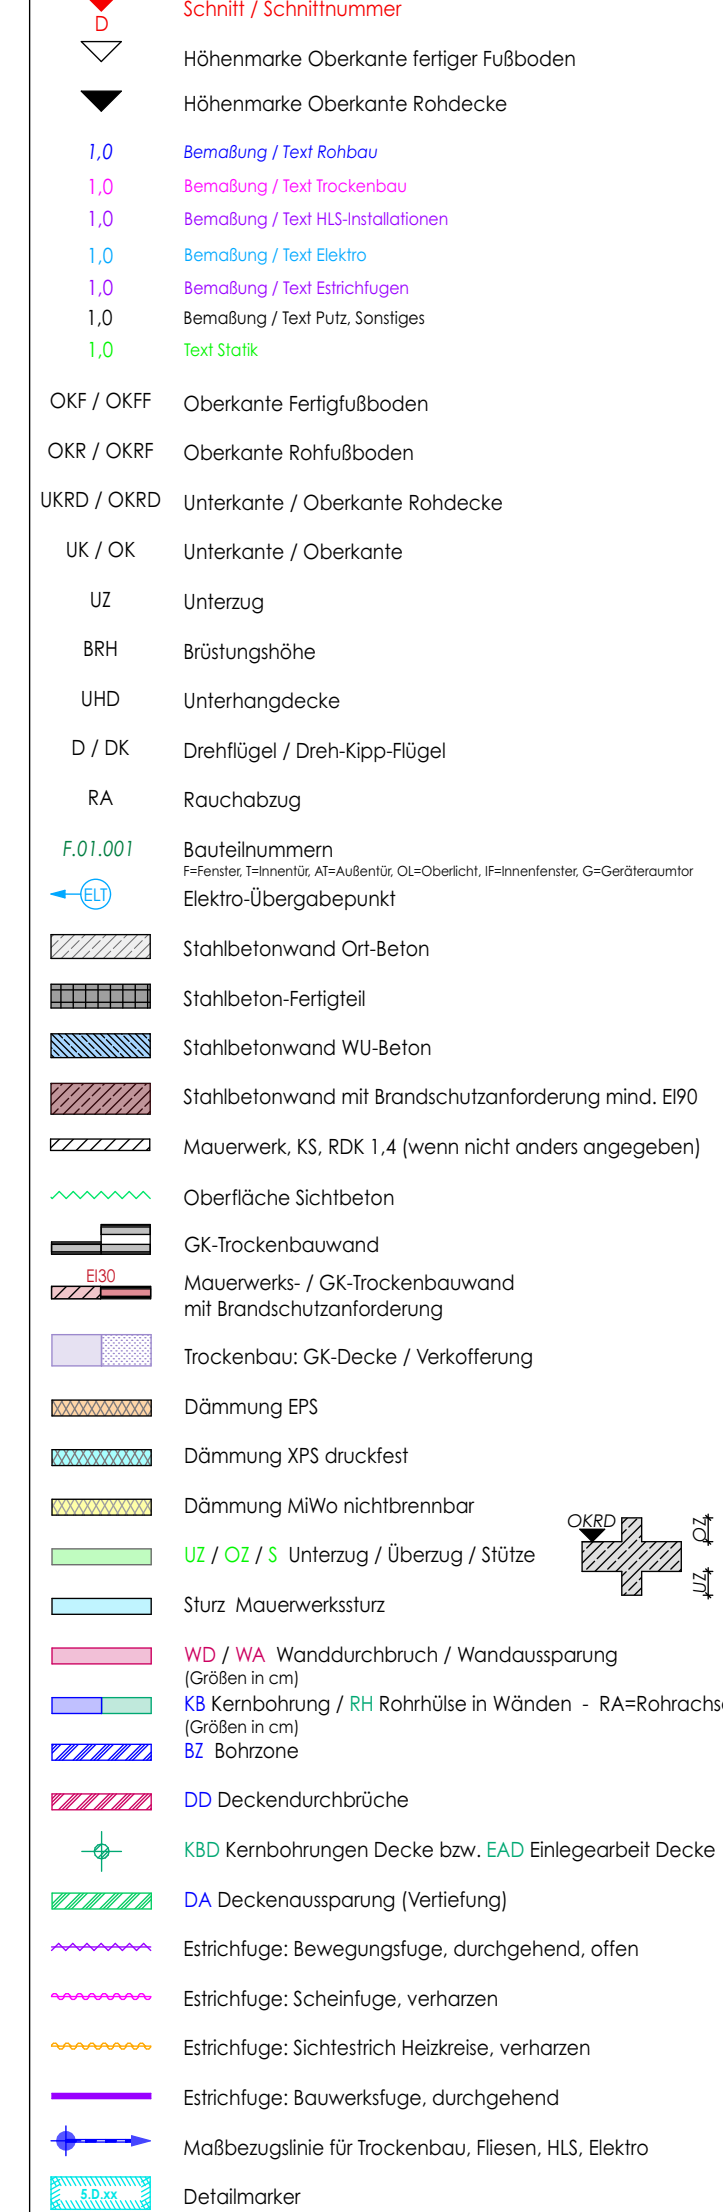 Schnitt / Schnittnummer
D
Höhenmarke Oberkante fertiger Fußboden
Höhenmarke Oberkante Rohdecke
1,0 Bemaßung / Text Rohbau
1,0 Bemaßung / Text Trockenbau
1,0 Bemaßung / Text HLS-Installationen
1,0 Bemaßung / Text Elektro
1,0 Bemaßung / Text Estrichfugen
1,0 Bemaßung / Text Putz, Sonstiges
1,0 Text Statik
OKF / OKFF Oberkante Fertigfußboden
OKR / OKRF Oberkante Rohfußboden
UKRD / OKRD Unterkante / Oberkante Rohdecke
UK / OK Unterkante / Oberkante
UZ Unterzug
BRH Brüstungshöhe
UHD Unterhangdecke
D / DK Drehflügel / Dreh-Kipp-Flügel
RA Rauchabzug
F.01.001 Bauteilnummern
F=Fenster, T=Innentür, AT=Außentür, OL=Oberlicht, IF=Innenfenster, G=Geräteraumtor
ELT Elektro-Übergabepunkt
Stahlbetonwand Ort-Beton
Stahlbeton-Fertigteil
Stahlbetonwand WU-Beton
Stahlbetonwand mit Brandschutzanforderung mind. EI90
Mauerwerk, KS, RDK 1,4 (wenn nicht anders angegeben)
Oberfläche Sichtbeton
GK-Trockenbauwand
EI30 Mauerwerks- / GK-Trockenbauwand
mit Brandschutzanforderung
Trockenbau: GK-Decke / Verkofferung
Dämmung EPS
Dämmung XPS druckfest
Dämmung MiWo nichtbrennbar
OKRD
OZ
UZ
UZ / OZ / S Unterzug / Überzug / Stütze
Sturz Mauerwerkssturz
WD / WA Wanddurchbruch / Wandaussparung
(Größen in cm)
KB Kernbohrung / RH Rohrhülse in Wänden - RA=Rohrachs
(Größen in cm)
BZ Bohrzone
DD Deckendurchbrüche
KBD Kernbohrungen Decke bzw. EAD Einlegearbeit Decke
DA Deckenaussparung (Vertiefung)
Estrichfuge: Bewegungsfuge, durchgehend, offen
Estrichfuge: Scheinfuge, verharzen
Estrichfuge: Sichtestrich Heizkreise, verharzen
Estrichfuge: Bauwerksfuge, durchgehend
Maßbezugslinie für Trockenbau, Fliesen, HLS, Elektro
5.D.xx Detailmarker